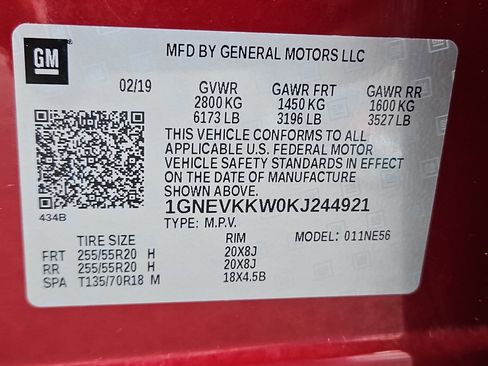 GM
MFD BY GENERAL MOTORS LLC
02/19 GVWR GAWR FRT GAWR RR
2800 KG 1450 KG 1600 KG
6173 LB 3196 LB 3527 LB
THIS VEHICLE CONFORMS TO ALL
APPLICABLE U.S. FEDERAL MOTOR
VEHICLE SAFETY STANDARDS IN EFFECT
ON THE DATE OF MANUFACTURE
SHOWN ABOVE.
434B
1GNEVKKW0KJ244921
TYPE: M.P.V.
TIRE SIZE RIM MODEL: 011NE56
FRT 255/55R20 H 20X8J
RR 255/55R20 H 20X8J
SPA T135/70R18 M 18X4.5B